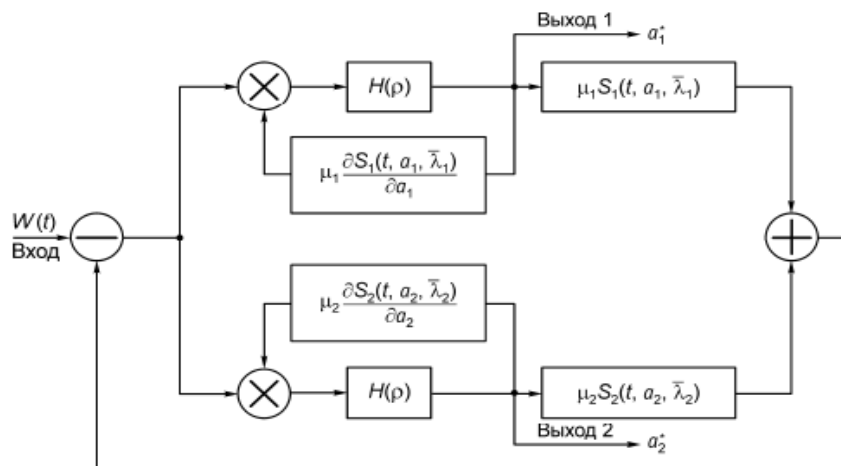 Выход 1
a₁*
H(ρ)
μ₁S₁(t, a₁, λ̄₁)
μ₁ ∂S₁(t, a₁, λ̄₁)
∂a₁
W(t)
Вход
μ₂ ∂S₂(t, a₂, λ̄₂)
∂a₂
H(ρ)
μ₂S₂(t, a₂, λ̄₂)
Выход 2
a₂*